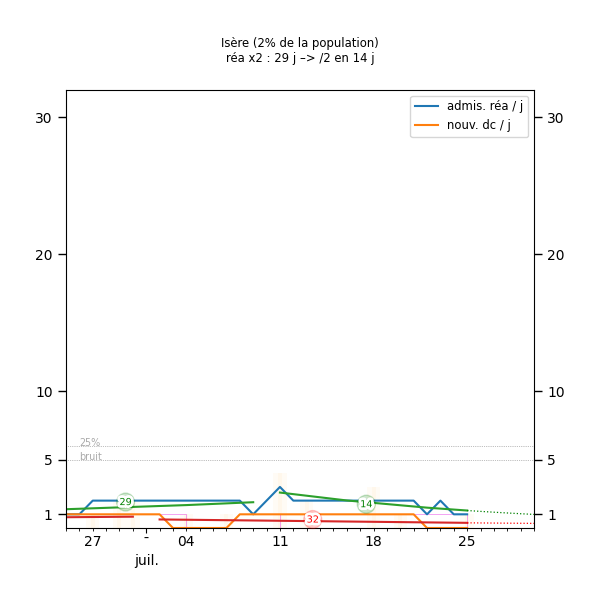 Isère (2% de la population)
réa x2 : 29 j –> /2 en 14 j
admis. réa / j
nouv. dc / j
30 30
20 20
10 10
25%
bruit
5 5
29 14
32
1 1
27 - 04 11 18 25
juil.